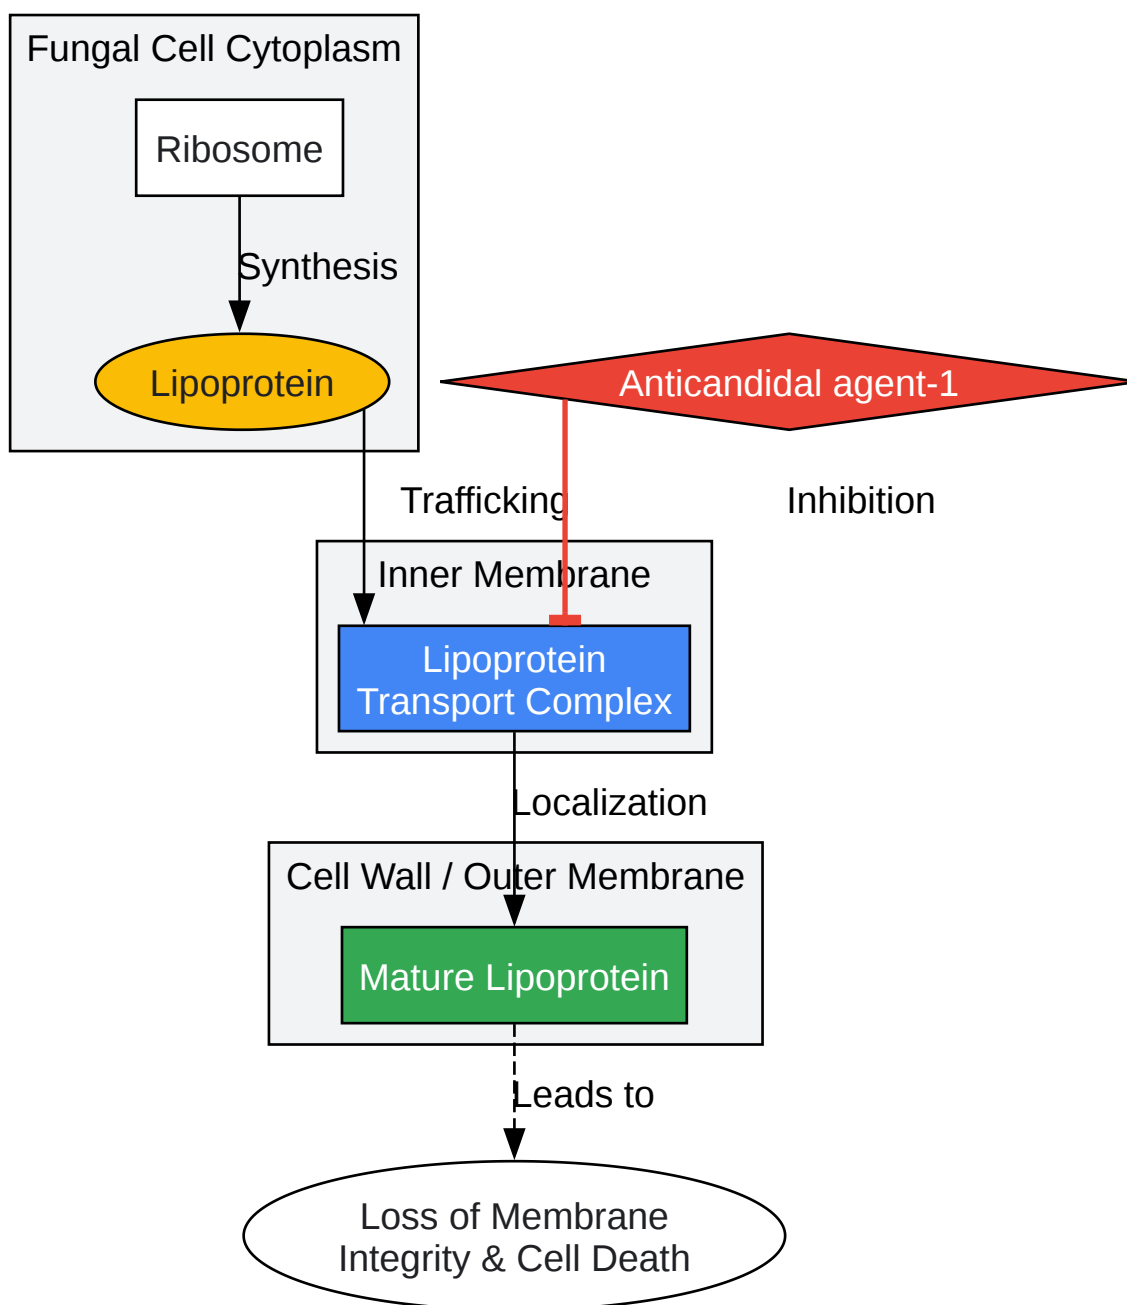 Fungal Cell Cytoplasm
Ribosome
Synthesis
Lipoprotein
Anticandidal agent-1
Trafficking
Inhibition
Inner Membrane
Lipoprotein
Transport Complex
Localization
Cell Wall / Outer Membrane
Mature Lipoprotein
Leads to
Loss of Membrane
Integrity & Cell Death